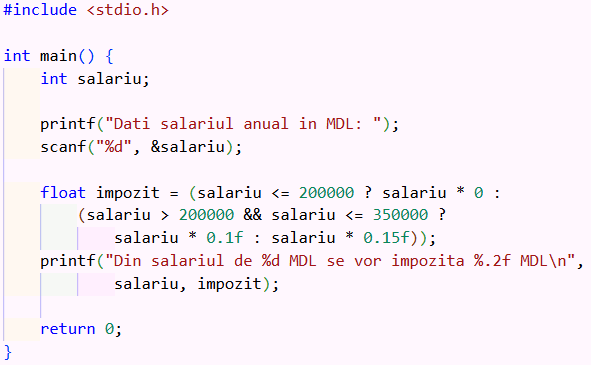 #include <stdio.h>
int main() {
int salariu;
printf("Dati salariul anual in MDL: ");
scanf("%d", &salariu);
float impozit = (salariu <= 200000 ? salariu * 0 :
(salariu > 200000 && salariu <= 350000 ?
salariu * 0.1f : salariu * 0.15f));
printf("Din salariul de %d MDL se vor impozita %.2f MDL\n",
salariu, impozit);
return 0;
}